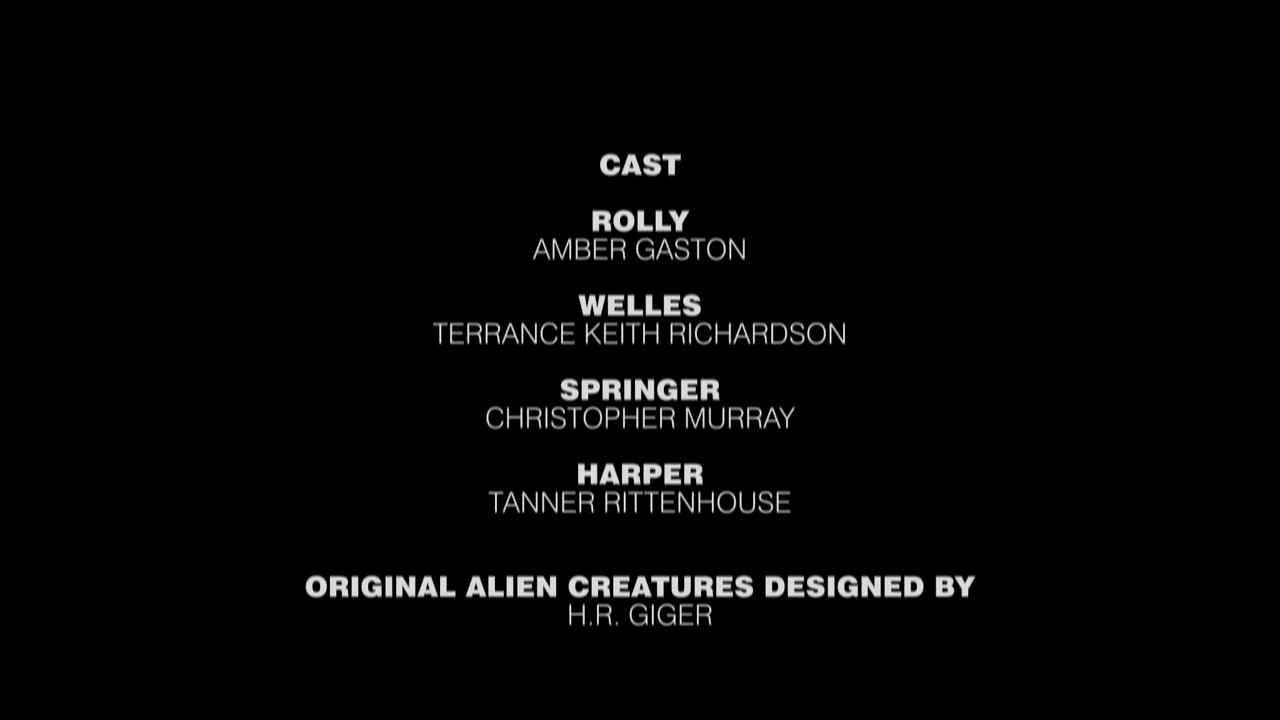 CAST
ROLLY
AMBER GASTON
WELLES
TERRANCE KEITH RICHARDSON
SPRINGER
CHRISTOPHER MURRAY
HARPER
TANNER RITTENHOUSE
ORIGINAL ALIEN CREATURES DESIGNED BY
H.R. GIGER